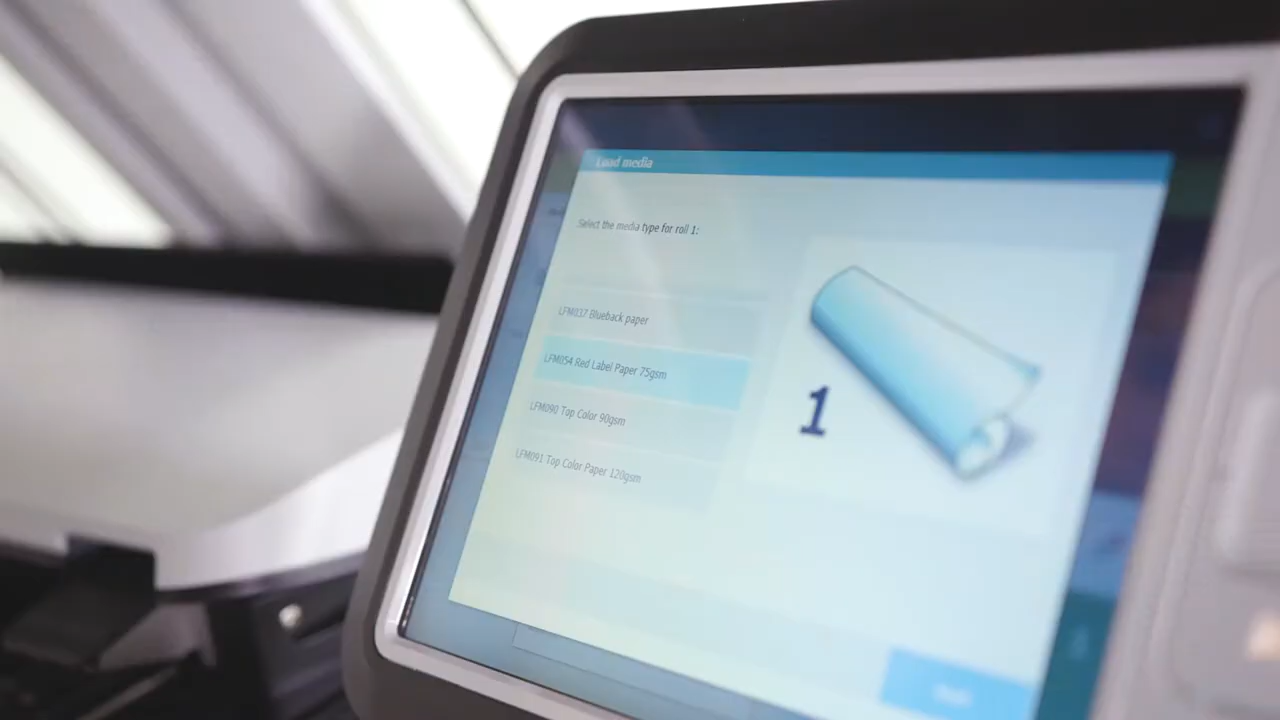 Load media
Select the media type for roll 1:
LFM037 Blueback paper
LFM054 Red Label Paper 75gsm
LFM090 Top Color 90gsm
LFM091 Top Color Paper 120gsm
1